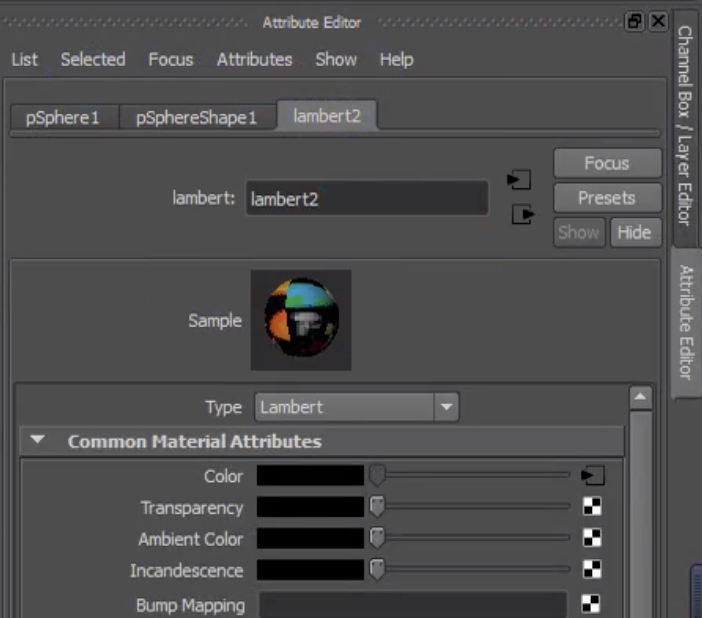 Attribute Editor
List Selected Focus Attributes Show Help
pSphere1 pSphereShape1 lambert2
Focus
lambert: lambert2 Presets
Show Hide
Sample
Type Lambert
Common Material Attributes
Color
Transparency
Ambient Color
Incandescence
Bump Mapping
Channel Box / Layer Editor
Attribute Editor